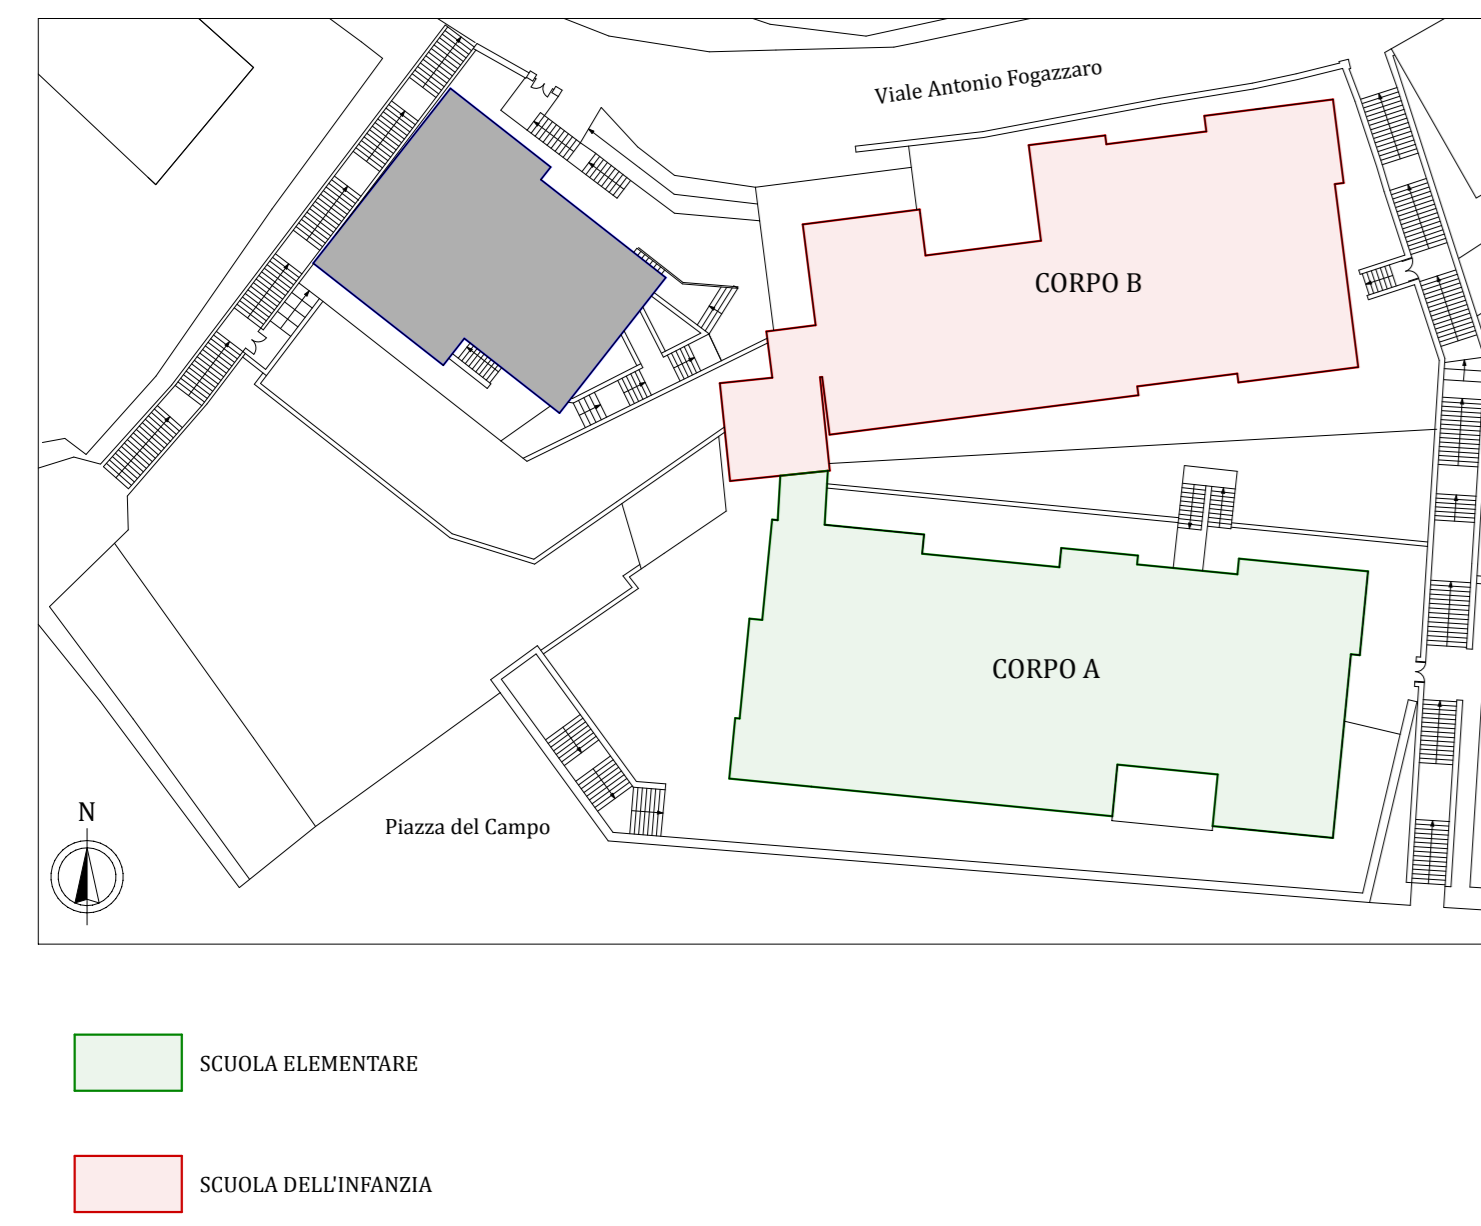 Viale Antonio Fogazzaro
CORPO B
CORPO A
Piazza del Campo
N
SCUOLA ELEMENTARE
SCUOLA DELL'INFANZIA